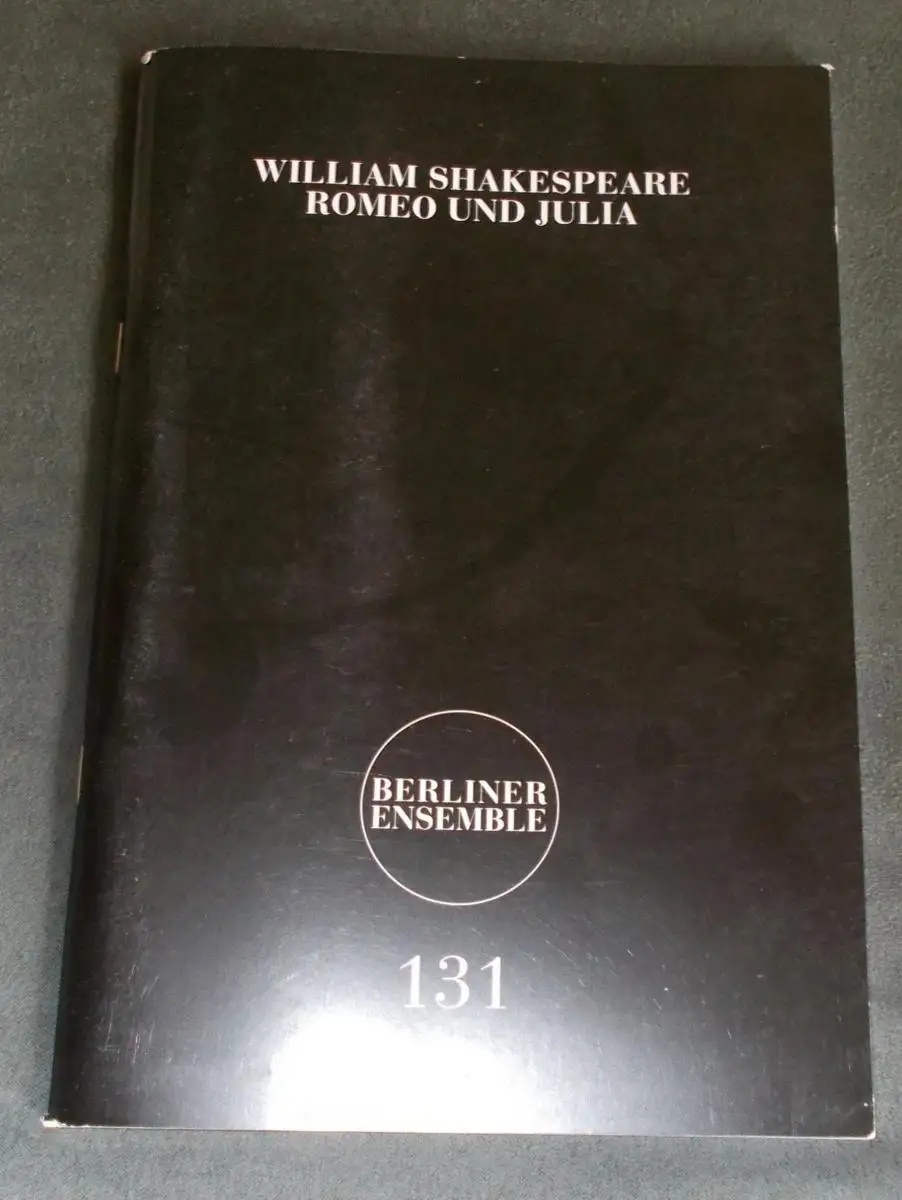 WILLIAM SHAKESPEARE
ROMEO UND JULIA
BERLINER
ENSEMBLE
131